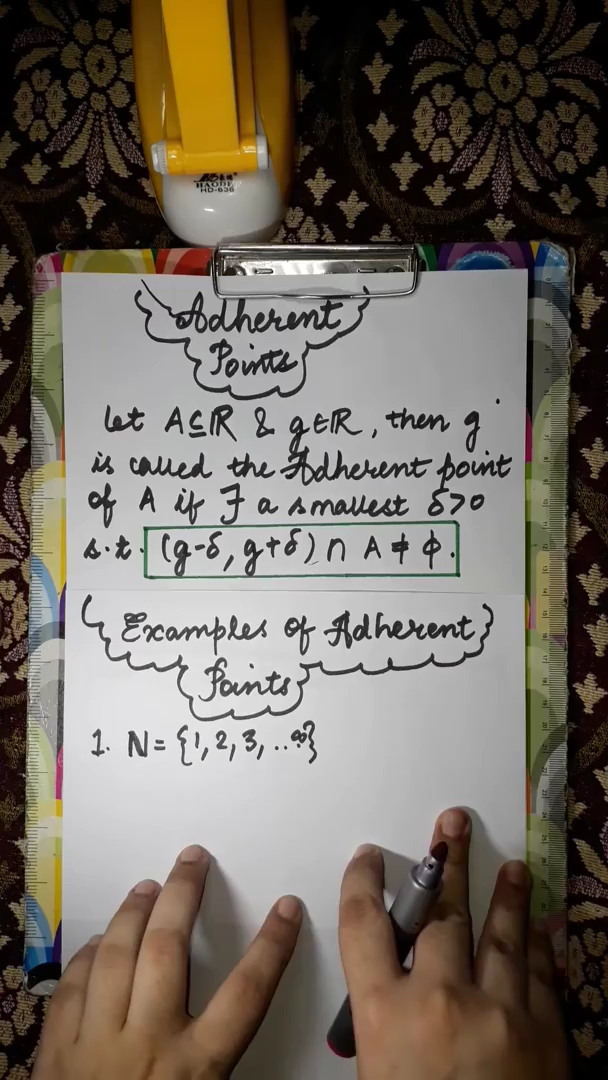 HAODE
HD-636
Adherent
Points
Let A⊆ℝ & g∈ℝ, then g
is called the Adherent point
of A if ∃ a smallest δ>0
s.t. (g-δ, g+δ) ∩ A ≠ ϕ.
Examples of Adherent
Points
1. N = {1, 2, 3, ..∞}